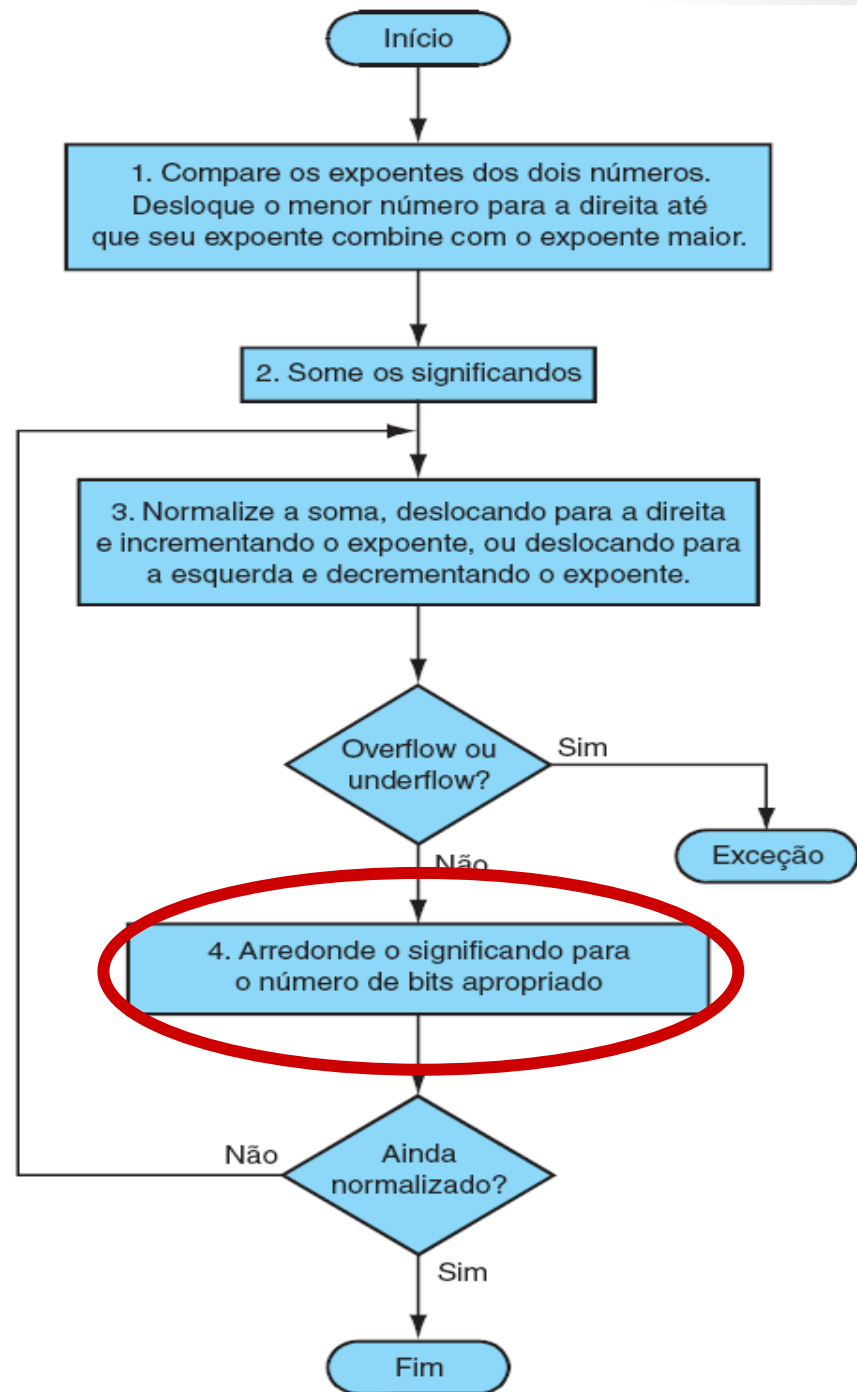 Início
1. Compare os expoentes dos dois números.
Desloque o menor número para a direita até
que seu expoente combine com o expoente maior.
2. Some os significandos
3. Normalize a soma, deslocando para a direita
e incrementando o expoente, ou deslocando para
a esquerda e decrementando o expoente.
Overflow ou
underflow?
Sim
Exceção
Não
4. Arredonde o significando para
o número de bits apropriado
Não
Ainda
normalizado?
Sim
Fim